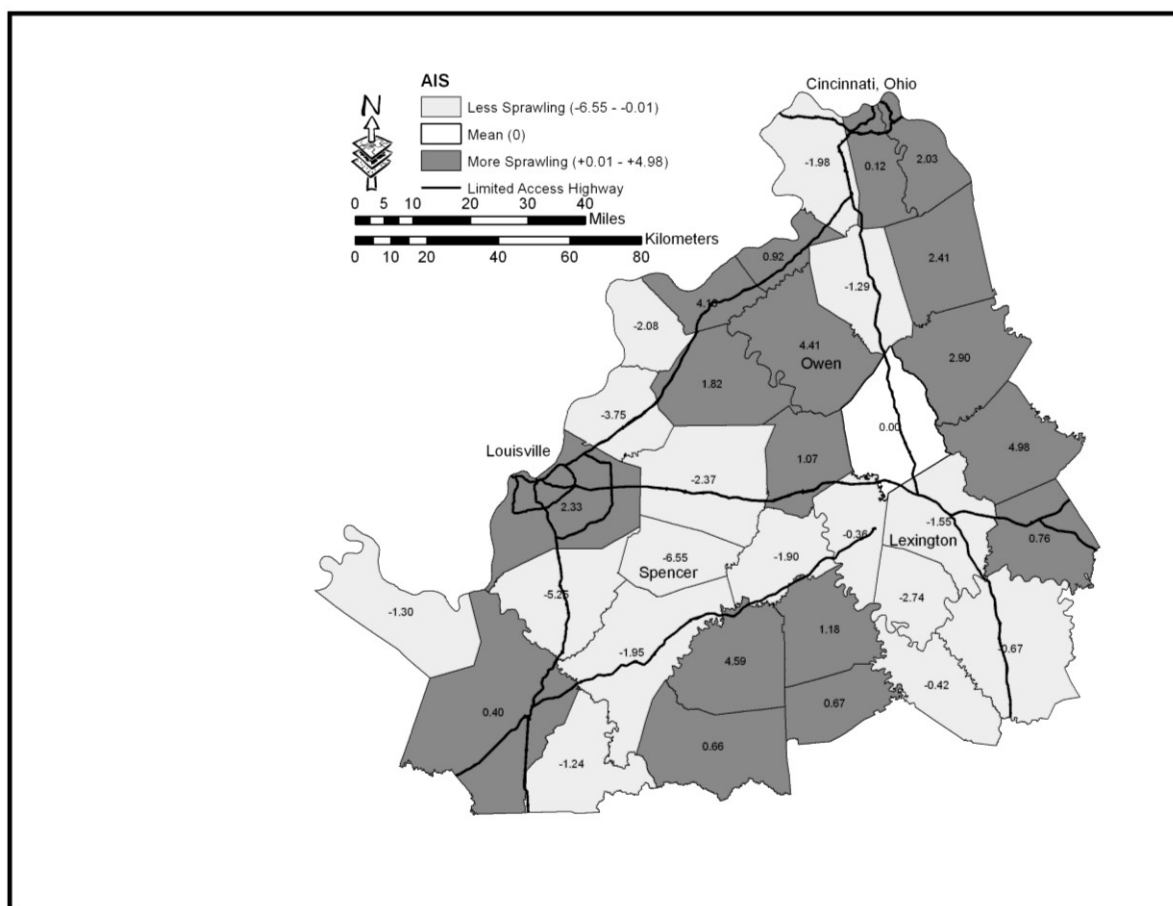 Cincinnati, Ohio
AIS
N
Less Sprawling (-6.55 - -0.01)
Mean (0)
More Sprawling (+0.01 - +4.98)
Limited Access Highway
0 5 10 20 30 40
Miles
Kilometers
0 10 20 40 60 80
-1.98
0.12
2.03
2.41
0.92
-1.29
4.13
-2.08
4.41
Owen
2.90
1.82
-3.75
0.00
4.98
Louisville
1.07
-2.37
2.33
-1.55
-0.36
Lexington
0.76
-6.55
-1.90
Spencer
-5.25
-2.74
-1.30
1.18
-1.95
-0.67
4.59
-0.42
0.67
0.40
0.66
-1.24